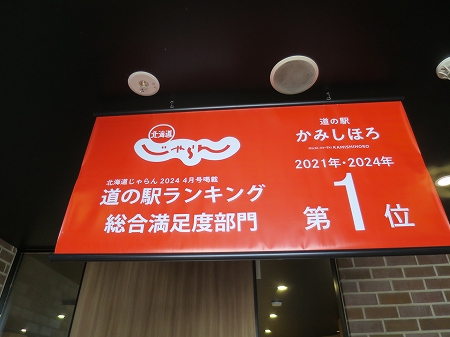 北海道
じゃらん
北海道じゃらん 2024 4月号掲載
道の駅ランキング
総合満足度部門
道の駅
かみしほろ
KAMISHIHORO
2021年・2024年
第1位